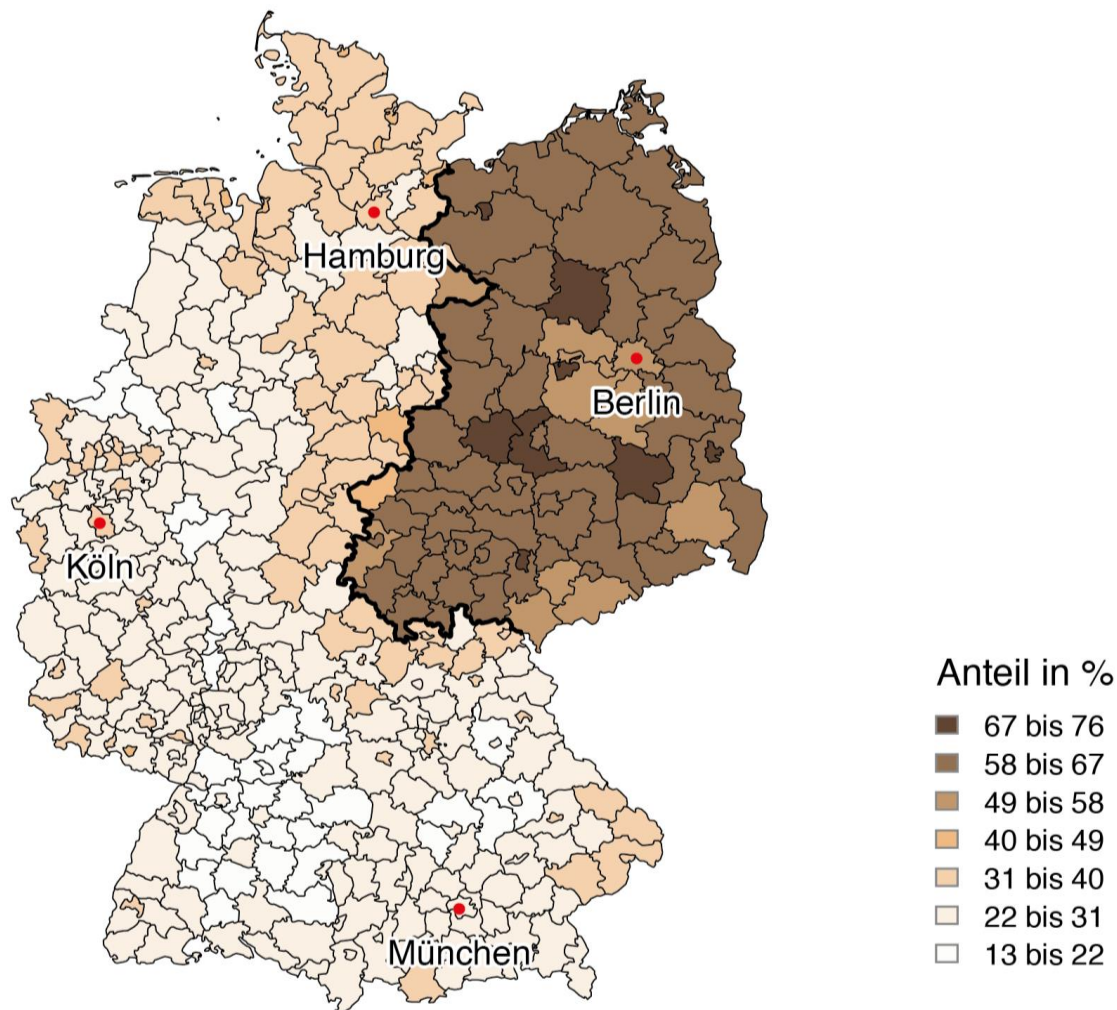 Hamburg
Berlin
Köln
München
Anteil in %
67 bis 76
58 bis 67
49 bis 58
40 bis 49
31 bis 40
22 bis 31
13 bis 22